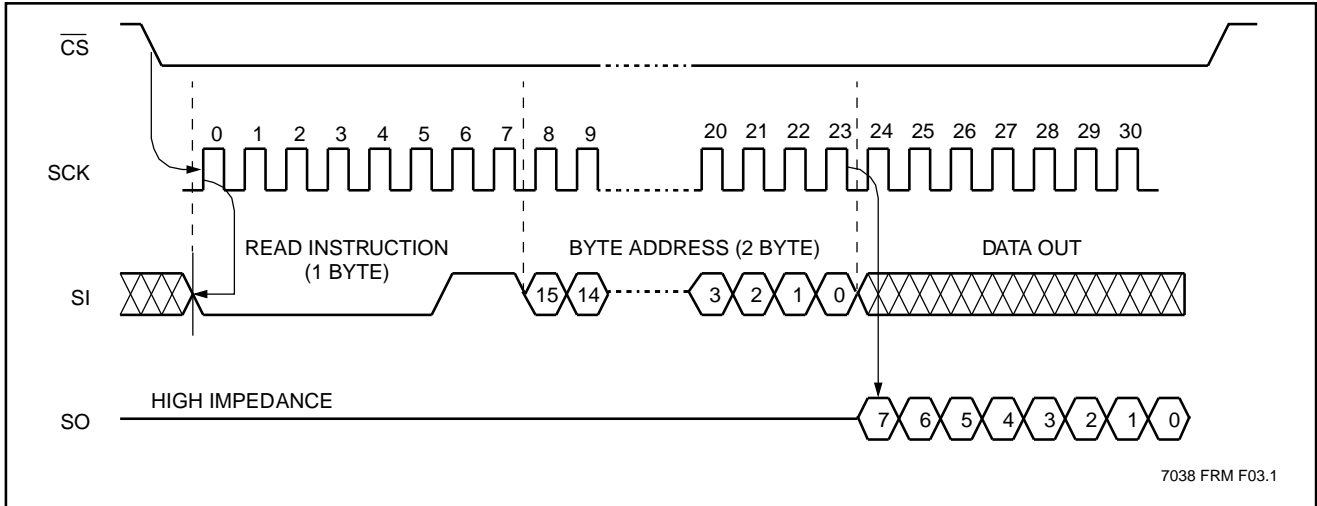 CS
0 1 2 3 4 5 6 7 8 9 20 21 22 23 24 25 26 27 28 29 30
SCK
READ INSTRUCTION
(1 BYTE)
BYTE ADDRESS (2 BYTE)
DATA OUT
SI
15 14 3 2 1 0
HIGH IMPEDANCE
SO
7 6 5 4 3 2 1 0
7038 FRM F03.1